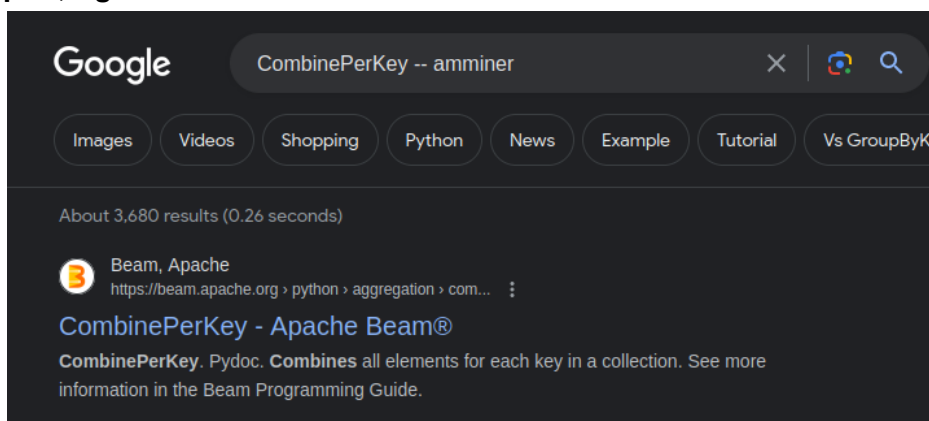 Google
CombinePerKey -- amminer
Images Videos Shopping Python News Example Tutorial Vs GroupByK
About 3,680 results (0.26 seconds)
Beam, Apache
https://beam.apache.org › python › aggregation › com...
CombinePerKey - Apache Beam®
CombinePerKey. Pydoc. Combines all elements for each key in a collection. See more
information in the Beam Programming Guide.